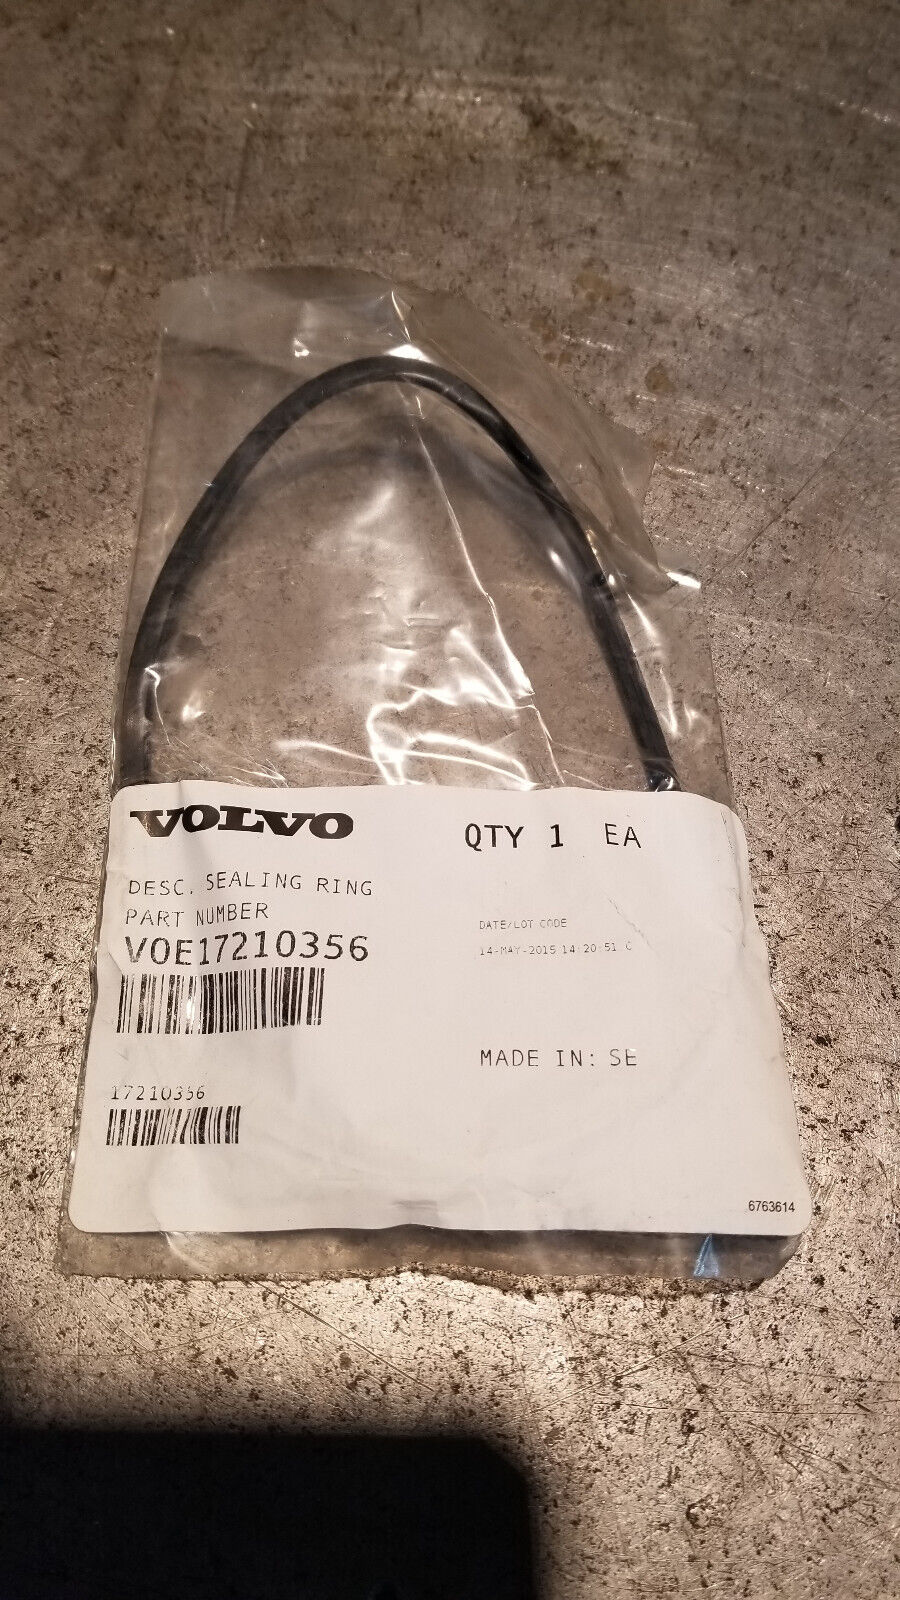 VOLVO
QTY 1 EA
DESC. SEALING RING
PART NUMBER
VOE17210356
DATE/LOT CODE
14-MAY-2015 14:20:51 C
MADE IN: SE
17210356
6763614